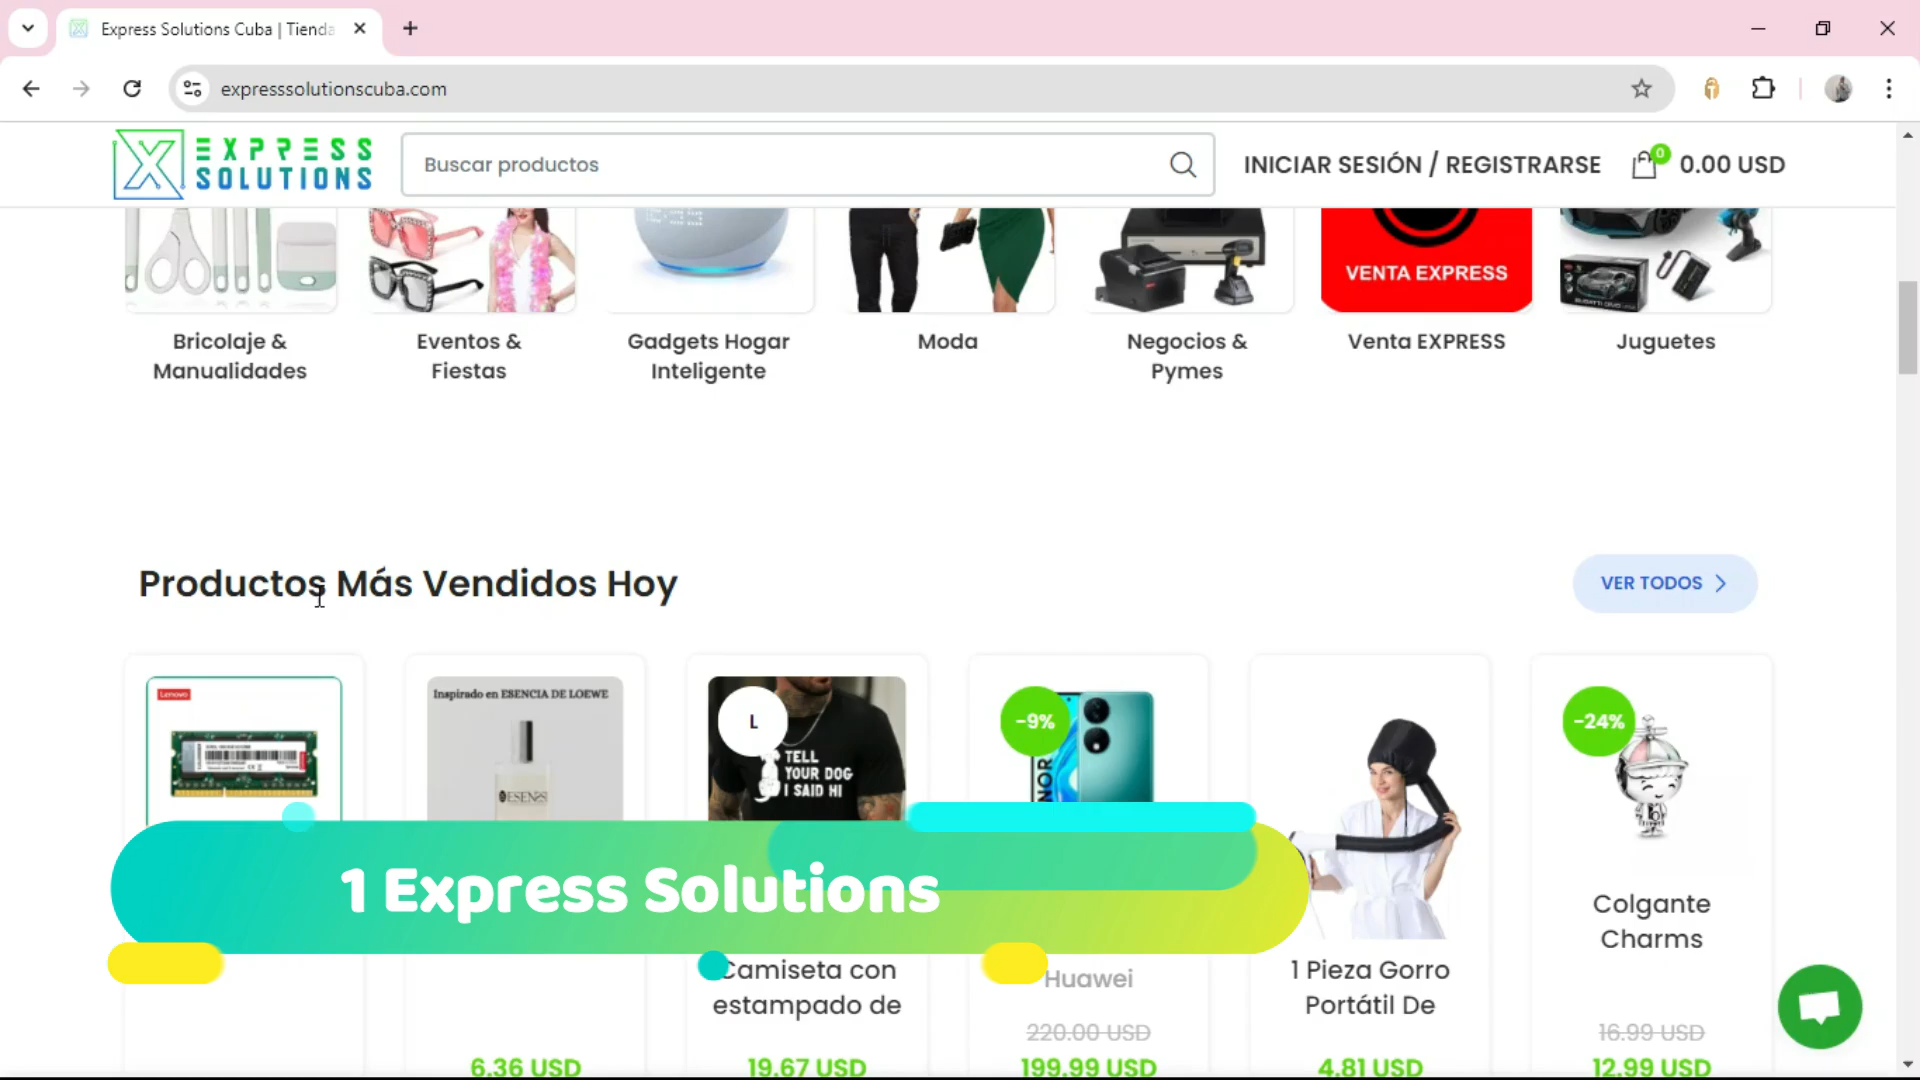 Express Solutions Cuba | Tienda
expresssolutionscuba.com
EXPRESS
SOLUTIONS
Buscar productos
INICIAR SESIÓN / REGISTRARSE
0
0.00 USD
VENTA EXPRESS
Bricolaje &
Manualidades
Eventos &
Fiestas
Gadgets Hogar
Inteligente
Moda
Negocios &
Pymes
Venta EXPRESS
Juguetes
Productos Más Vendidos Hoy
VER TODOS
Lenovo
Inspirado en ESENCIA DE LOEWE
ESENSI
L
TELL
YOUR DOG
I SAID HI
-9%
-24%
1 Express Solutions
Camiseta con
estampado de
Huawei
1 Pieza Gorro
Portátil De
Colgante
Charms
220.00 USD
16.99 USD
6.36 USD
19.67 USD
199.99 USD
4.81 USD
12.99 USD